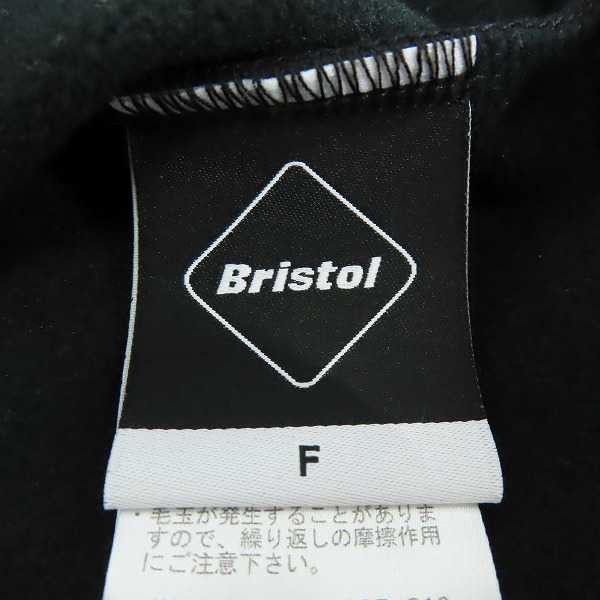 Bristol
F
・毛玉が発生することがありま
すので、繰り返しの摩擦作用
にご注意下さい。